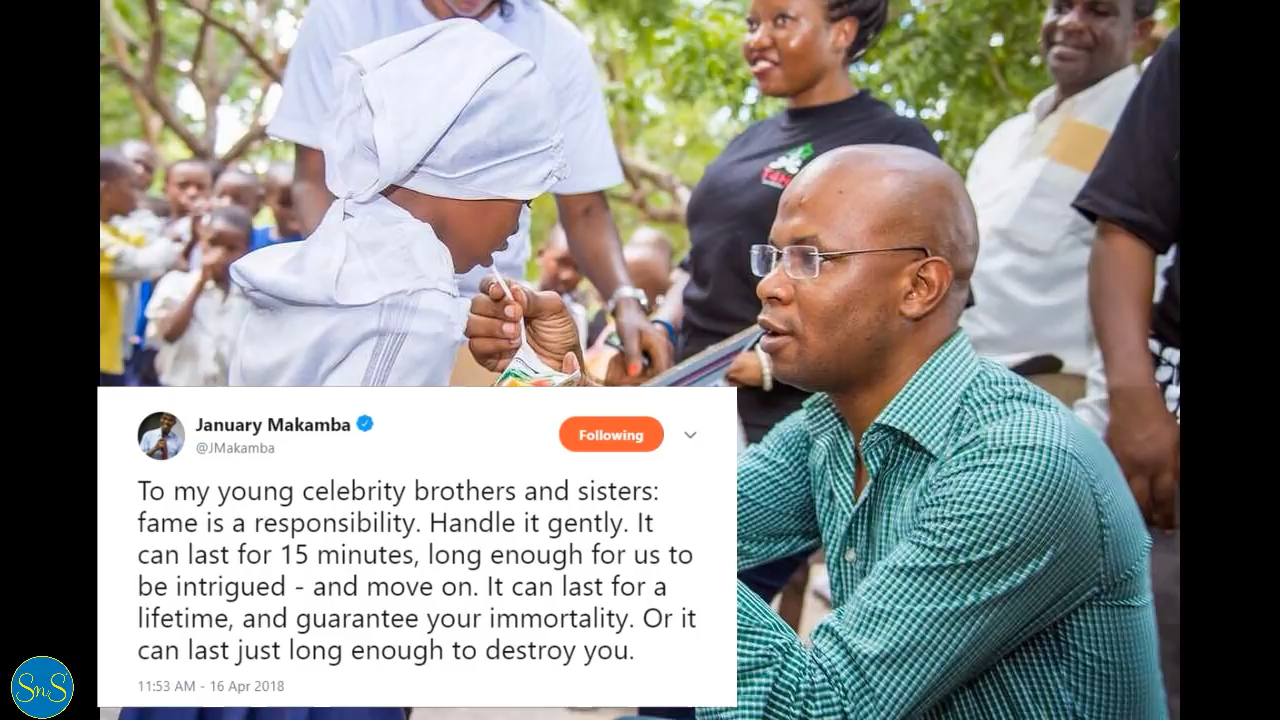 January Makamba
@JMakamba
Following
To my young celebrity brothers and sisters:
fame is a responsibility. Handle it gently. It
can last for 15 minutes, long enough for us to
be intrigued - and move on. It can last for a
lifetime, and guarantee your immortality. Or it
can last just long enough to destroy you.
11:53 AM - 16 Apr 2018
SnS